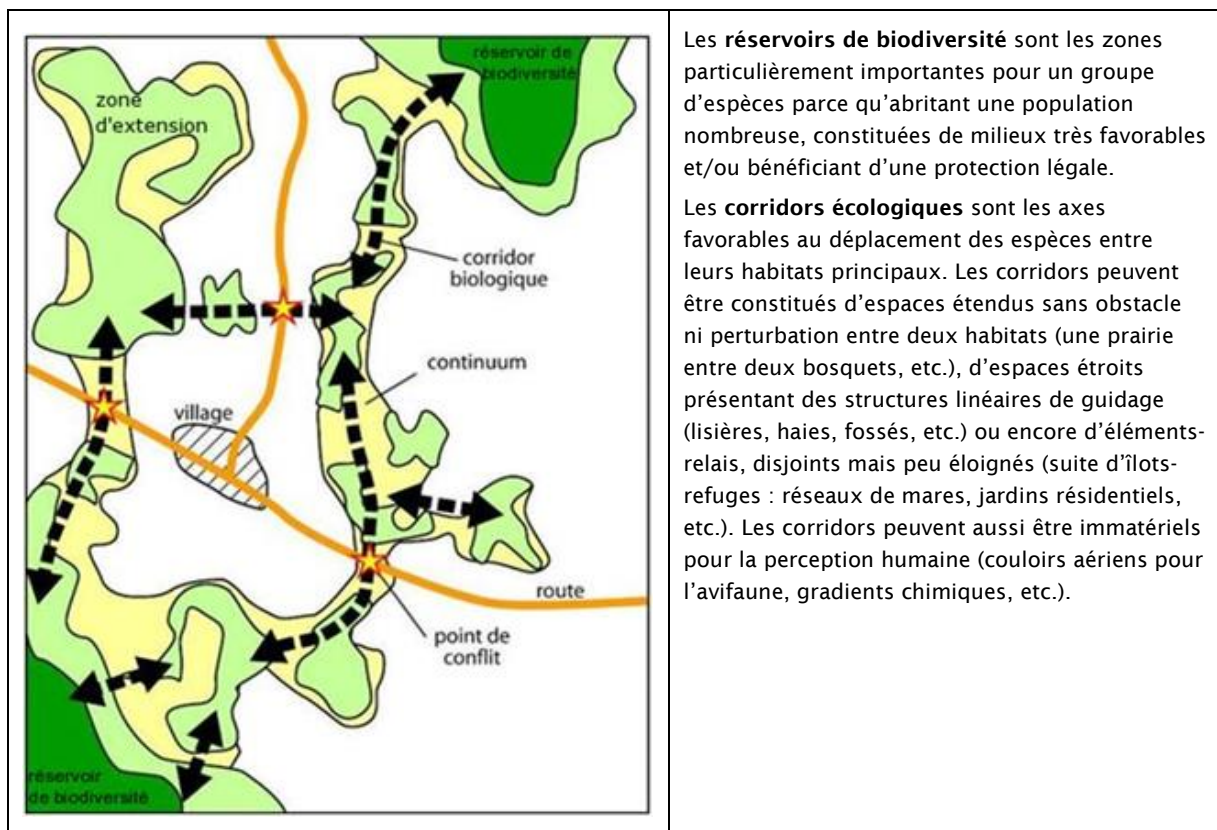 réservoir de
biodiversité
zone
d'extension
corridor
biologique
continuum
village
route
point de
conflit
réservoir
de biodiversité
Les réservoirs de biodiversité sont les zones
particulièrement importantes pour un groupe
d'espèces parce qu'abritant une population
nombreuse, constituées de milieux très favorables
et/ou bénéficiant d'une protection légale.
Les corridors écologiques sont les axes
favorables au déplacement des espèces entre
leurs habitats principaux. Les corridors peuvent
être constitués d'espaces étendus sans obstacle
ni perturbation entre deux habitats (une prairie
entre deux bosquets, etc.), d'espaces étroits
présentant des structures linéaires de guidage
(lisières, haies, fossés, etc.) ou encore d'éléments-
relais, disjoints mais peu éloignés (suite d'îlots-
refuges : réseaux de mares, jardins résidentiels,
etc.). Les corridors peuvent aussi être immatériels
pour la perception humaine (couloirs aériens pour
l'avifaune, gradients chimiques, etc.).